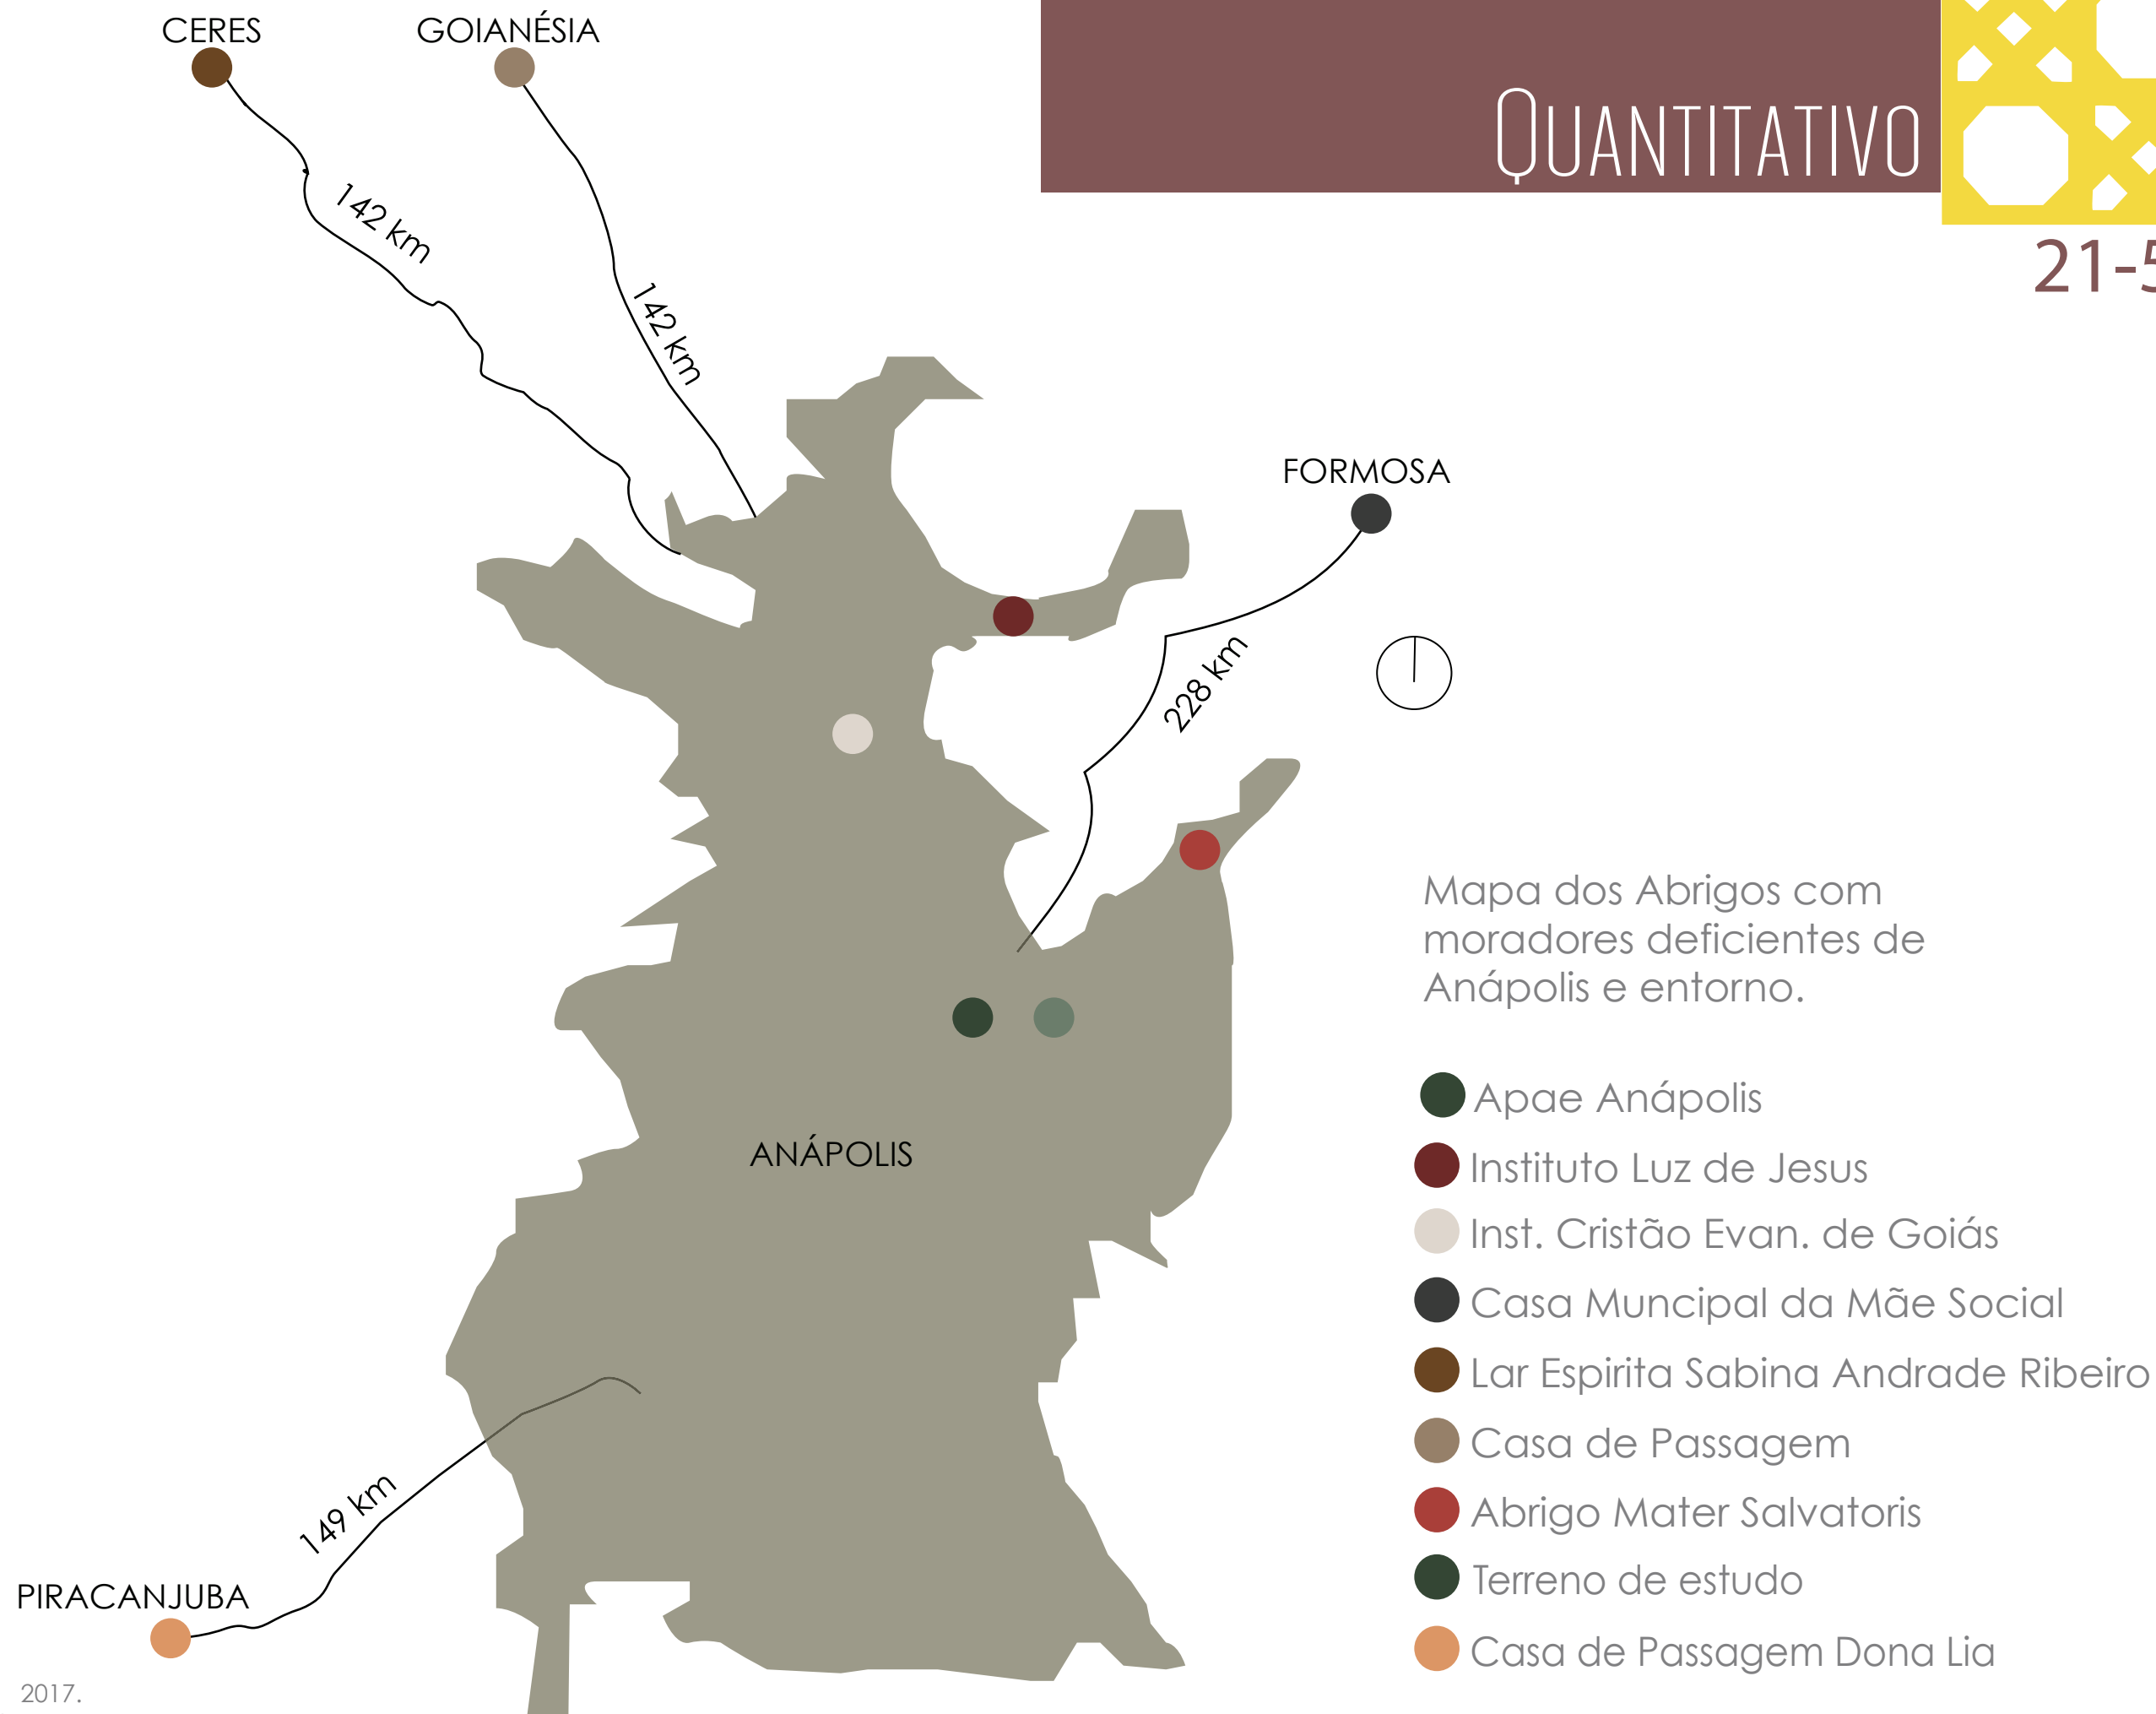 CERES
GOIANÉSIA
QUANTITATIVO
21-5
142 km
142 km
FORMOSA
228 km
Mapa dos Abrigos com
moradores deficientes de
Anápolis e entorno.
Apae Anápolis
ANÁPOLIS
Instituto Luz de Jesus
Inst. Cristão Evan. de Goiás
Casa Muncipal da Mãe Social
Lar Espirita Sabina Andrade Ribeiro
Casa de Passagem
Abrigo Mater Salvatoris
149 km
Terreno de estudo
PIRACANJUBA
Casa de Passagem Dona Lia
2017.